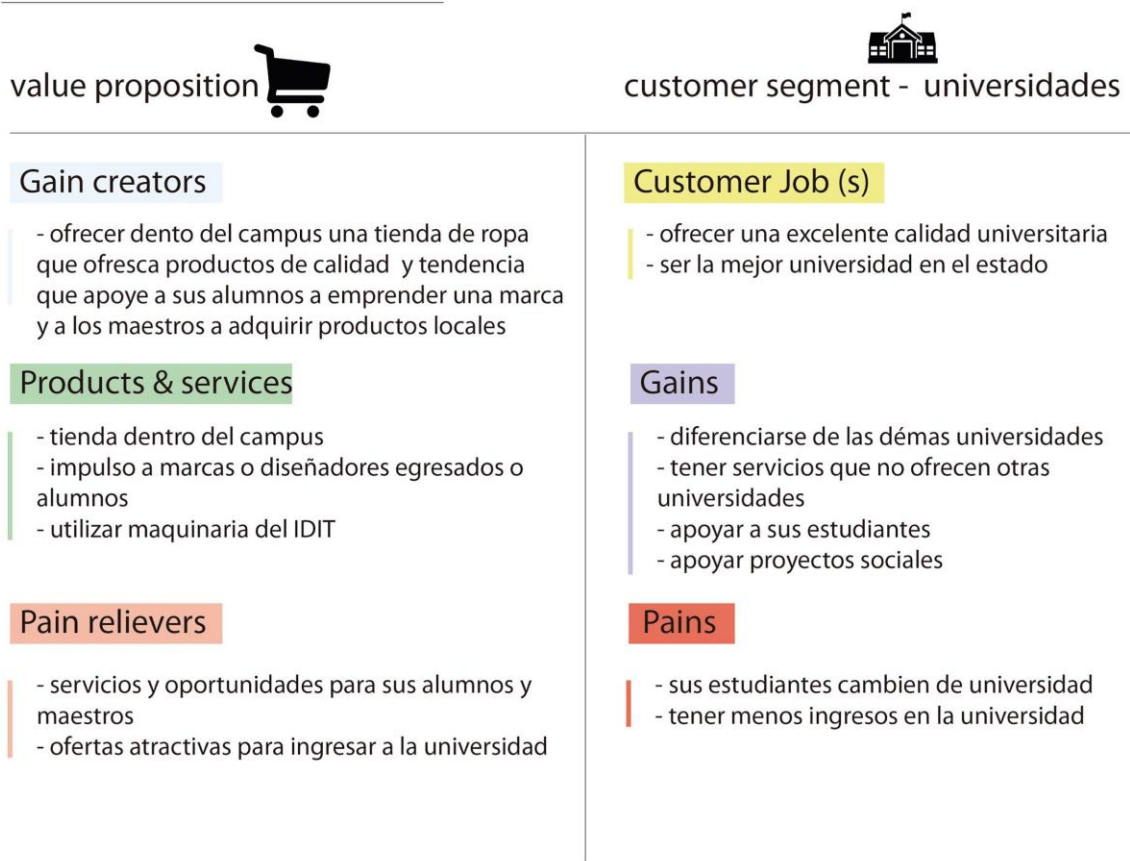 value proposition
customer segment - universidades
Gain creators
- ofrecer dento del campus una tienda de ropa
que ofresca productos de calidad y tendencia
que apoye a sus alumnos a emprender una marca
y a los maestros a adquirir productos locales
Products & services
- tienda dentro del campus
- impulso a marcas o diseñadores egresados o
alumnos
- utilizar maquinaria del IDIT
Pain relievers
- servicios y oportunidades para sus alumnos y
maestros
- ofertas atractivas para ingresar a la universidad
Customer Job (s)
- ofrecer una excelente calidad universitaria
- ser la mejor universidad en el estado
Gains
- diferenciarse de las démas universidades
- tener servicios que no ofrecen otras
universidades
- apoyar a sus estudiantes
- apoyar proyectos sociales
Pains
- sus estudiantes cambien de universidad
- tener menos ingresos en la universidad